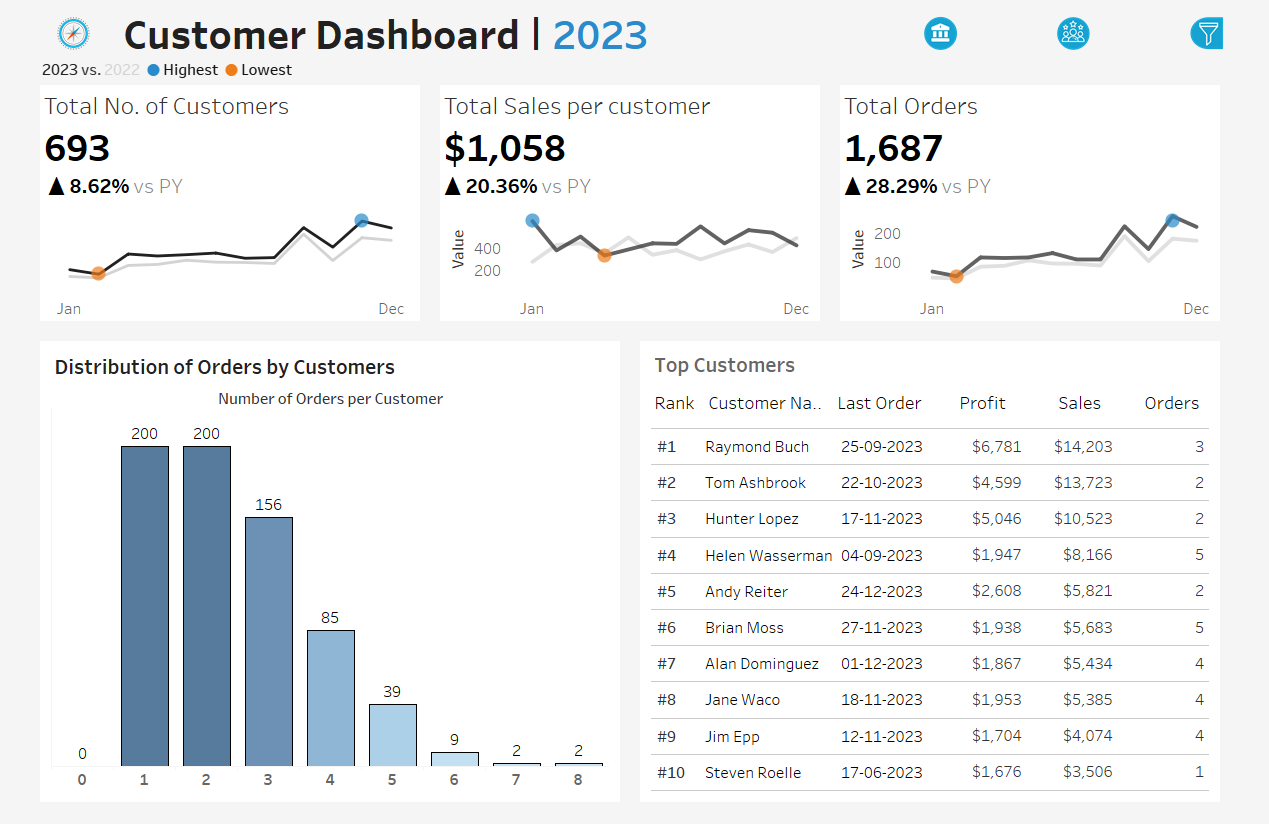 Customer Dashboard | 2023
2023 vs. 2022 Highest Lowest
Total No. of Customers
693
▲ 8.62% vs PY
Jan Dec
Total Sales per customer
$1,058
▲ 20.36% vs PY
Value
400
200
Jan Dec
Total Orders
1,687
▲ 28.29% vs PY
Value
200
100
Jan Dec
Distribution of Orders by Customers
Number of Orders per Customer
0 200 200 156 85 39 9 2 2
0 1 2 3 4 5 6 7 8
Top Customers
Rank Customer Na.. Last Order Profit Sales Orders
#1 Raymond Buch 25-09-2023 $6,781 $14,203 3
#2 Tom Ashbrook 22-10-2023 $4,599 $13,723 2
#3 Hunter Lopez 17-11-2023 $5,046 $10,523 2
#4 Helen Wasserman 04-09-2023 $1,947 $8,166 5
#5 Andy Reiter 24-12-2023 $2,608 $5,821 2
#6 Brian Moss 27-11-2023 $1,938 $5,683 5
#7 Alan Dominguez 01-12-2023 $1,867 $5,434 4
#8 Jane Waco 18-11-2023 $1,953 $5,385 4
#9 Jim Epp 12-11-2023 $1,704 $4,074 4
#10 Steven Roelle 17-06-2023 $1,676 $3,506 1